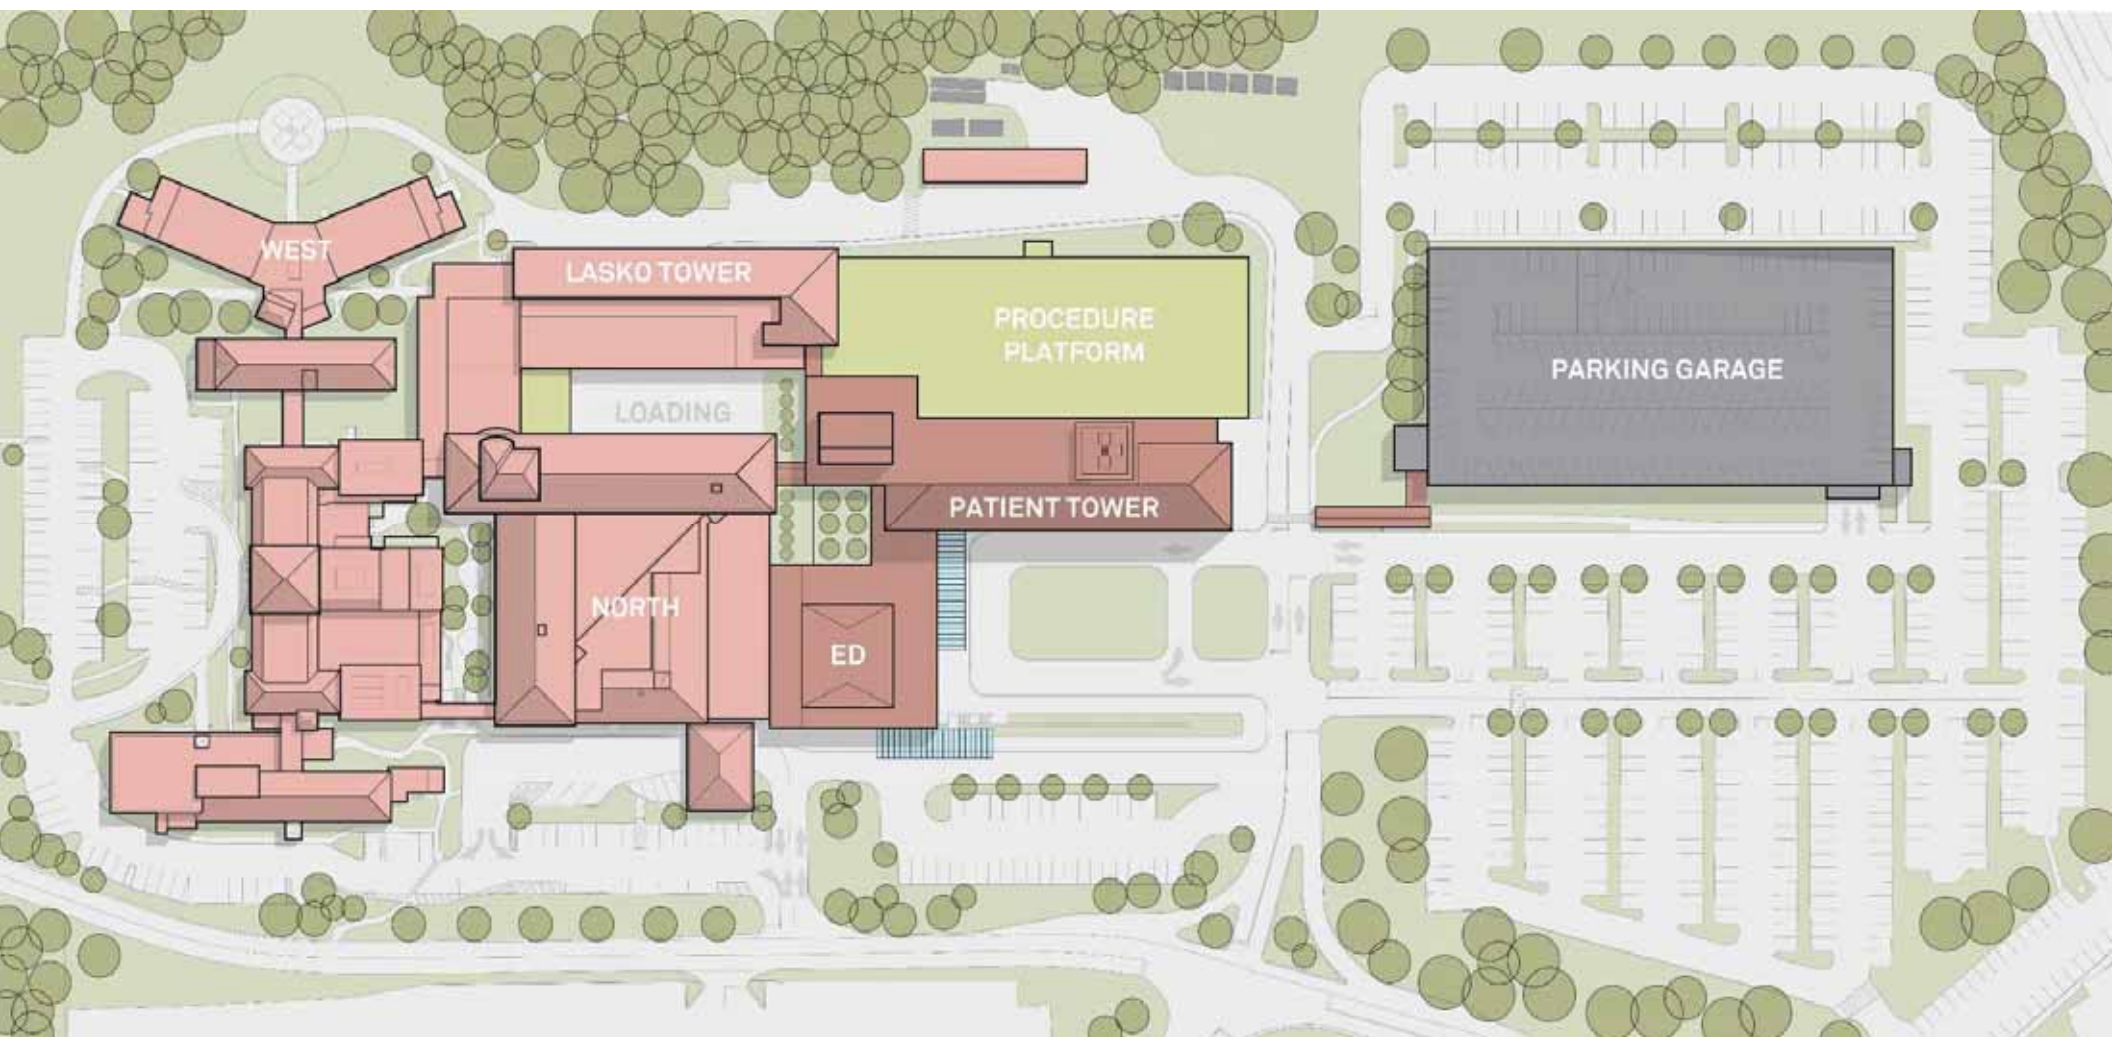 WEST
LASKO TOWER
PROCEDURE
PLATFORM
PARKING GARAGE
LOADING
PATIENT TOWER
NORTH
ED